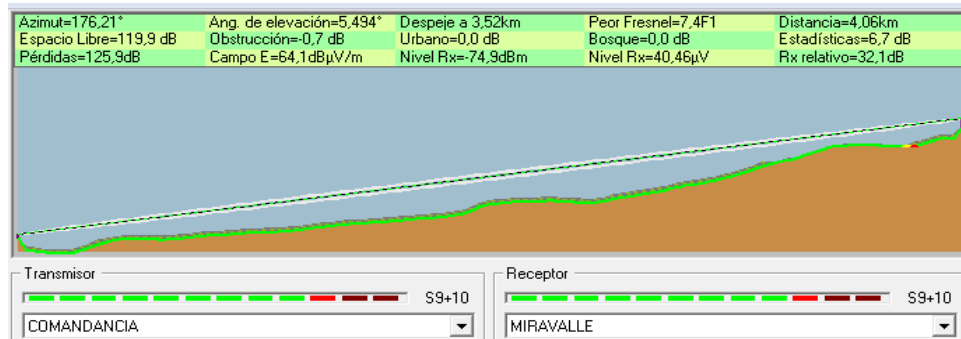 Azimut=176,21° Ang. de elevación=5,494° Despeje a 3,52km Peor Fresnel=7,4F1 Distancia=4,06km
Espacio Libre=119,9 dB Obstrucción=-0,7 dB Urbano=0,0 dB Bosque=0,0 dB Estadísticas=6,7 dB
Pérdidas=125,9dB Campo E=64,1dBµV/m Nivel Rx=-74,9dBm Nivel Rx=40,46µV Rx relativo=32,1dB
Transmisor Receptor
S9+10 S9+10
COMANDANCIA MIRAVALLE